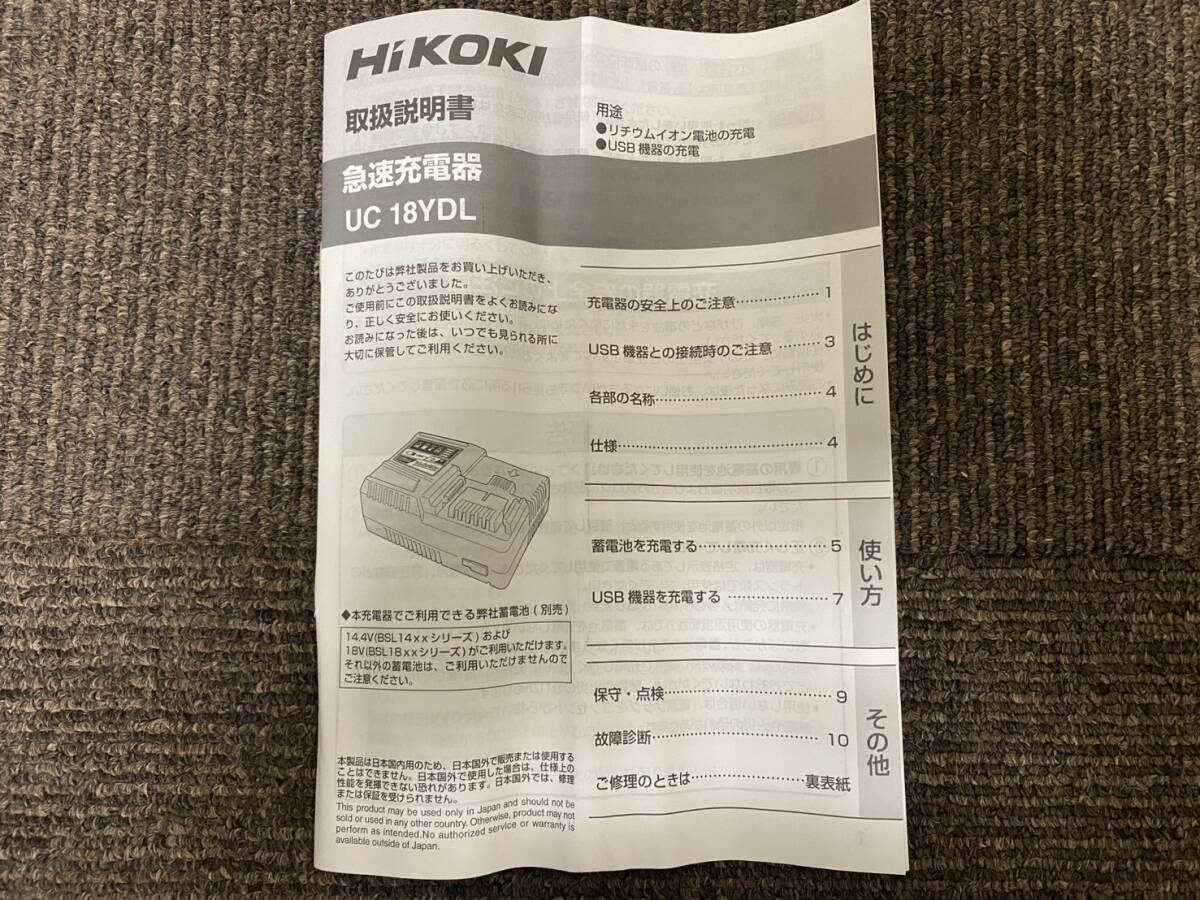 HiKOKI
取扱説明書
用途
●リチウムイオン電池の充電
●USB 機器の充電
急速充電器
UC 18YDL
このたびは弊社製品をお買い上げいただき、
ありがとうございました。
ご使用前にこの取扱説明書をよくお読みにな
り、正しく安全にお使いください。
お読みになった後は、いつでも見られる所に
大切に保管してご利用ください。
◆本充電器でご利用できる弊社蓄電池 (別売)
14.4V(BSL14××シリーズ) および
18V(BSL18××シリーズ) がご利用いただけます。
それ以外の蓄電池は、ご利用いただけませんので
ご注意ください。
本製品は日本国内用のため、日本国外で販売または使用する
ことはできません。日本国外で使用した場合は、仕様上の
性能を発揮できない恐れがあります。日本国外では、修理
または保証を受けられません。
This product may be used only in Japan and should not be
sold or used in any other country. Otherwise, product may not
perform as intended.No authorized service or warranty is
available outside of Japan.
充電器の安全上のご注意………………1
USB 機器との接続時のご注意………3
各部の名称………………4
仕様………………4
はじめに
蓄電池を充電する………………5
USB 機器を充電する………………7
使い方
保守・点検………………9
故障診断………………10
ご修理のときは………………裏表紙
その他